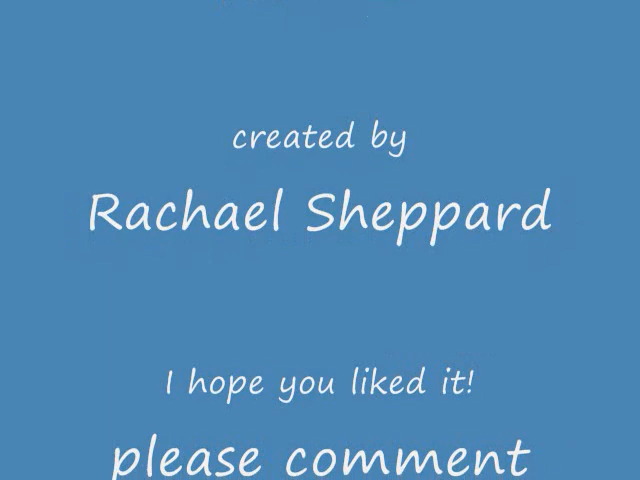 created by
Rachael Sheppard
I hope you liked it!
please comment